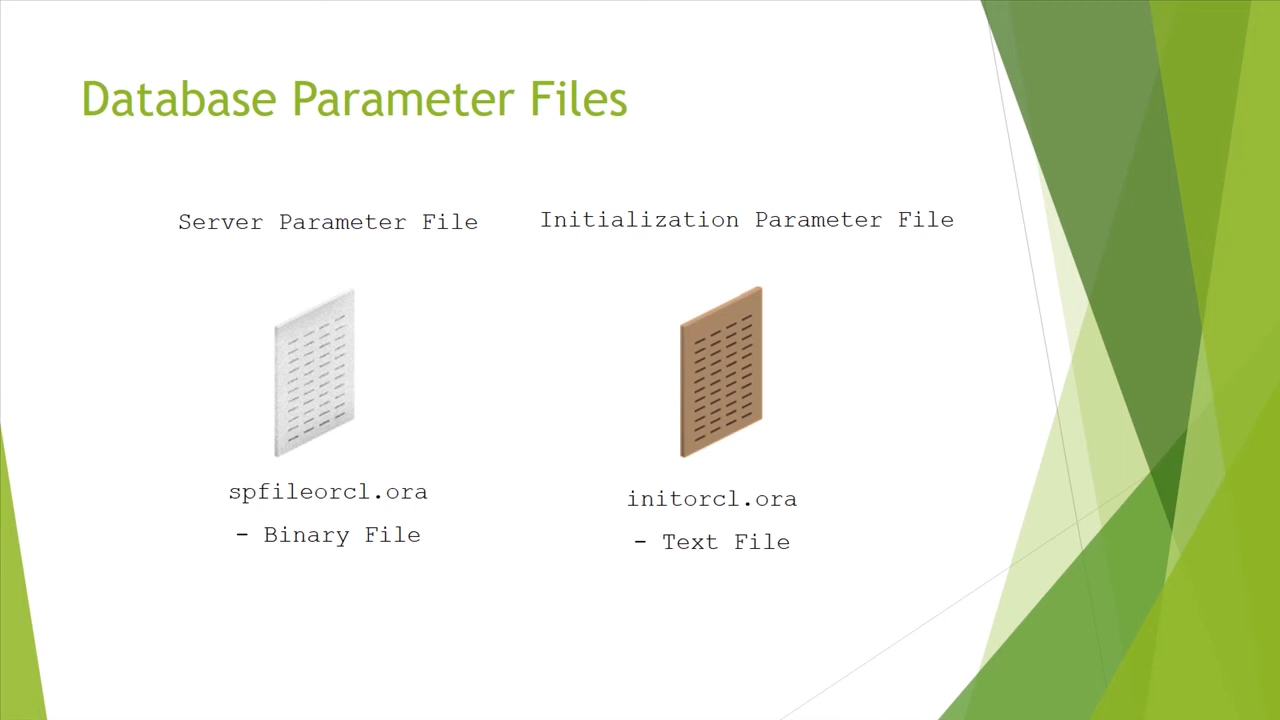 Database Parameter Files
Server Parameter File
Initialization Parameter File
spfileorcl.ora
- Binary File
initorcl.ora
- Text File